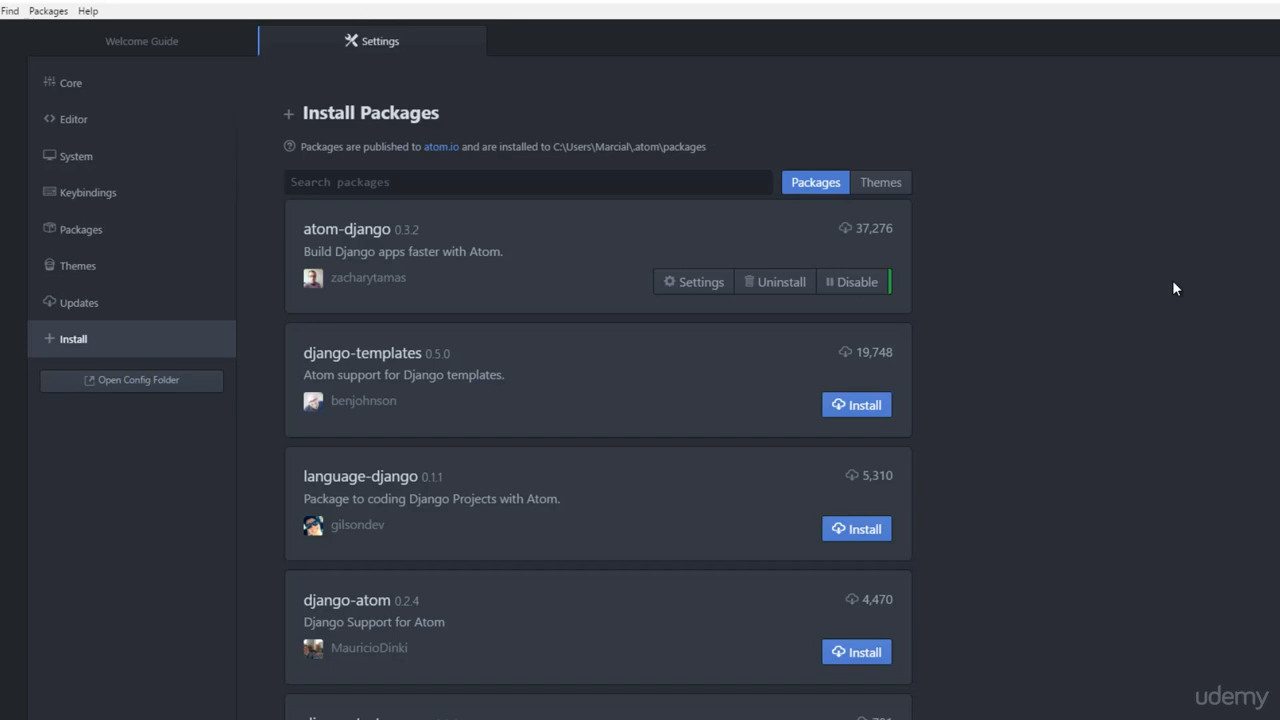 Find Packages Help
Welcome Guide
Settings
Core
Editor
System
Keybindings
Packages
Themes
Updates
Install
Open Config Folder
Install Packages
Packages are published to atom.io and are installed to C:\Users\Marcial\.atom\packages
Search packages
Packages Themes
atom-django 0.3.2 37,276
Build Django apps faster with Atom.
zacharytamas
Settings Uninstall Disable
django-templates 0.5.0 19,748
Atom support for Django templates.
benjohnson
Install
language-django 0.1.1 5,310
Package to coding Django Projects with Atom.
gilsondev
Install
django-atom 0.2.4 4,470
Django Support for Atom
MauricioDinki
Install
udemy